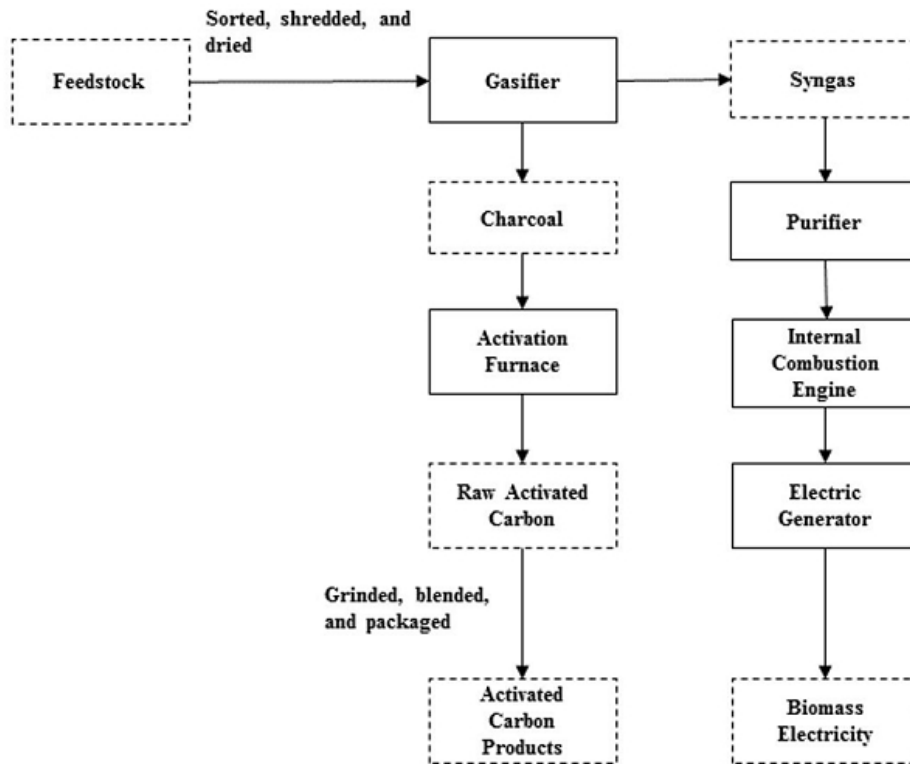 Sorted, shredded, and
dried
Feedstock
Gasifier
Syngas
Charcoal
Purifier
Activation
Furnace
Internal
Combustion
Engine
Raw Activated
Carbon
Electric
Generator
Grinded, blended,
and packaged
Activated
Carbon
Products
Biomass
Electricity